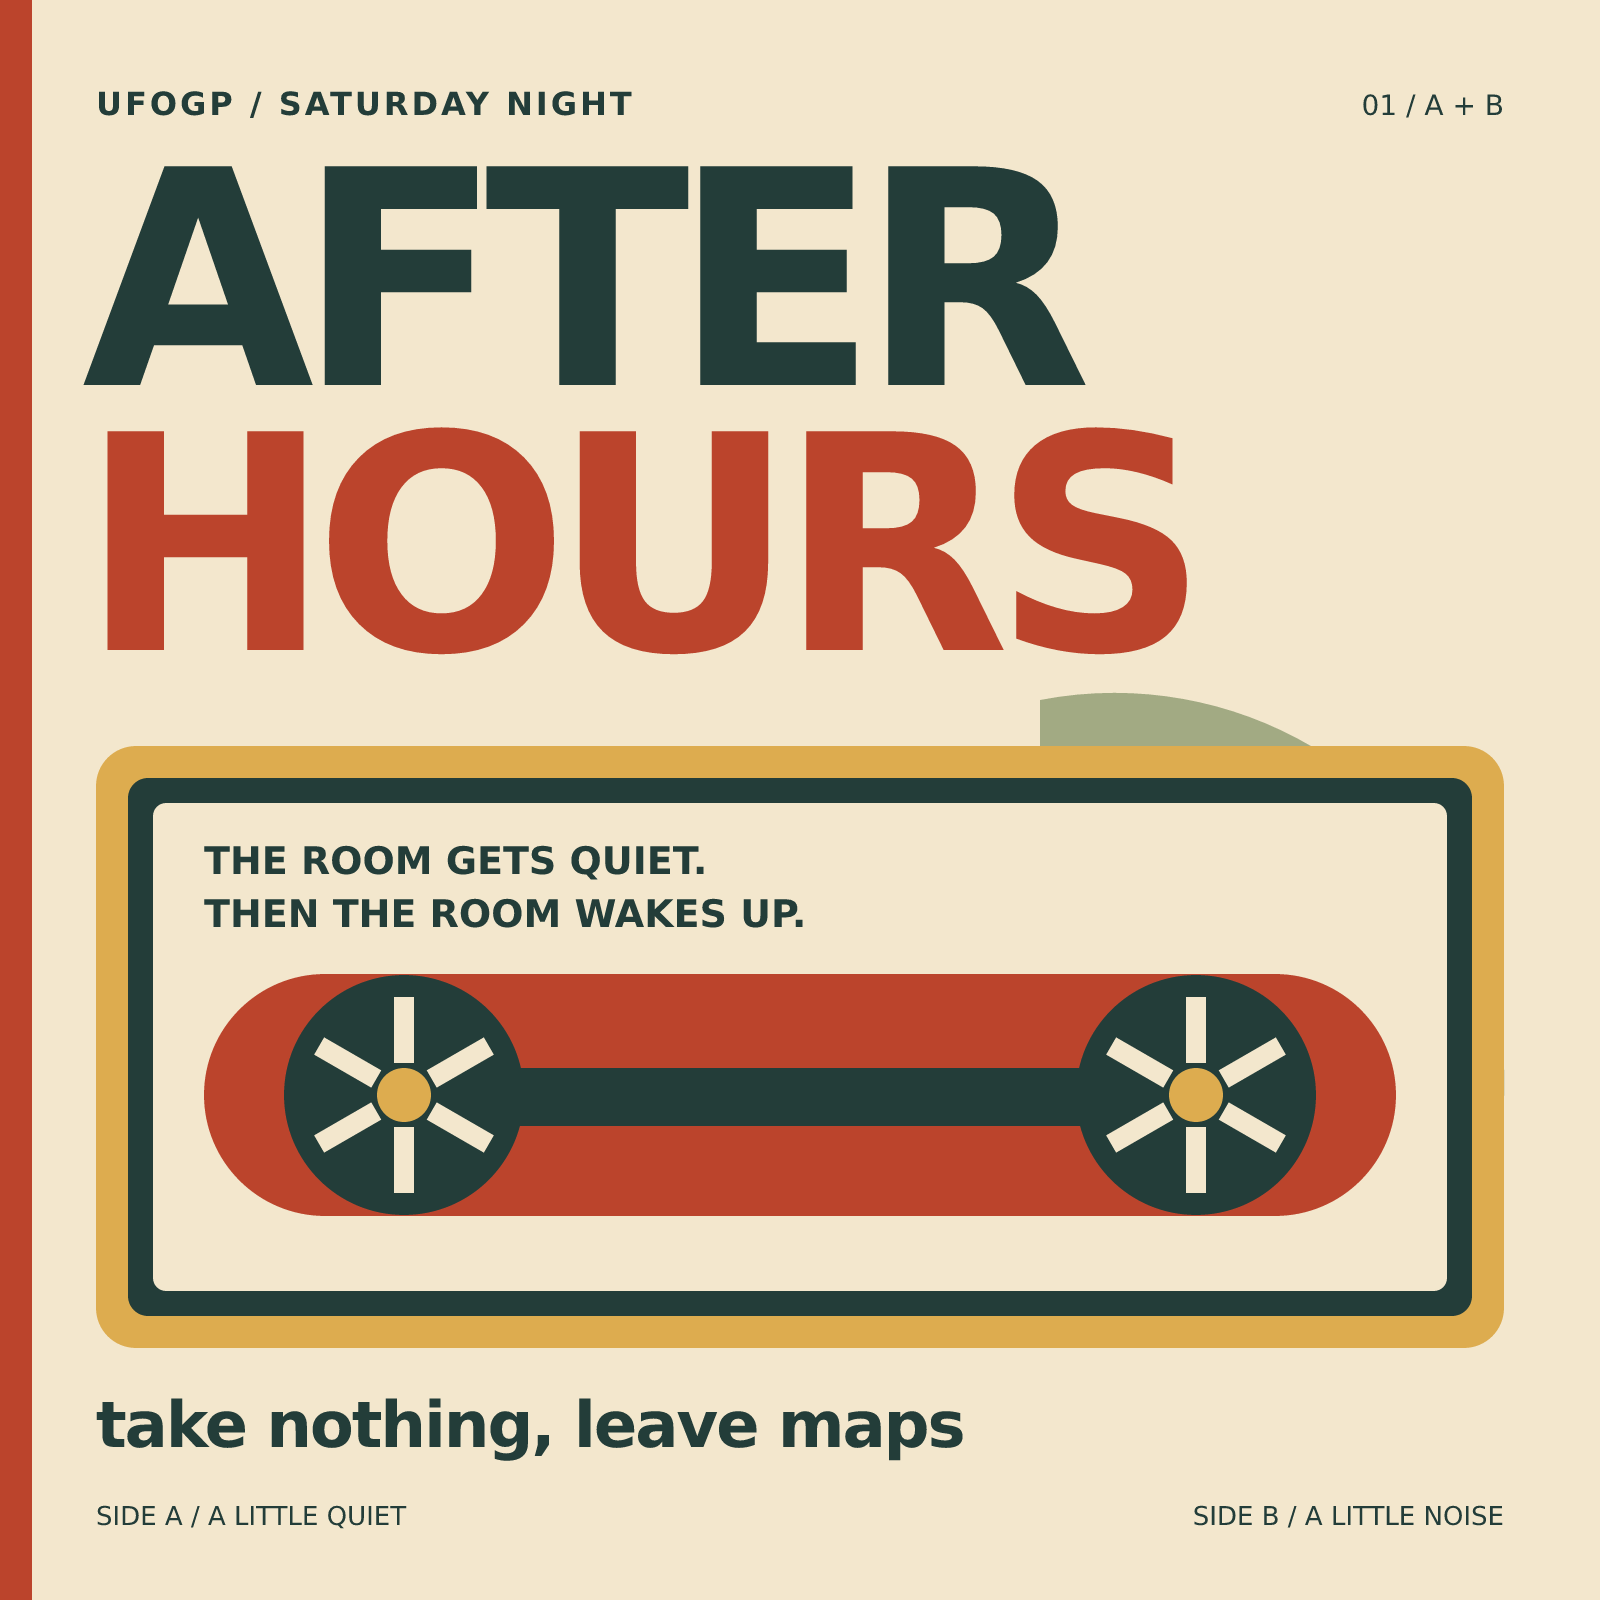 UFOGP / SATURDAY NIGHT
01 / A + B
AFTER
HOURS
THE ROOM GETS QUIET.
THEN THE ROOM WAKES UP.
take nothing, leave maps
SIDE A / A LITTLE QUIET
SIDE B / A LITTLE NOISE